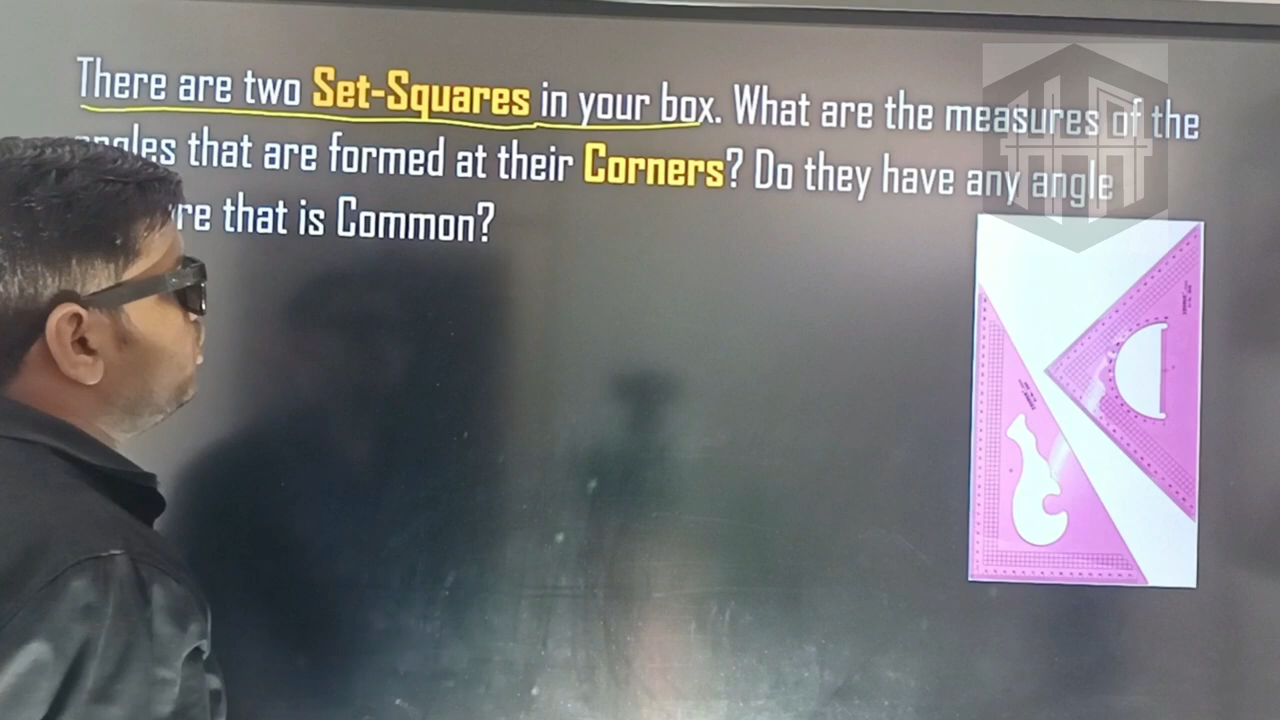 There are two Set-Squares in your box. What are the measures of the
that are formed at their Corners? Do they have any angle
that is Common?